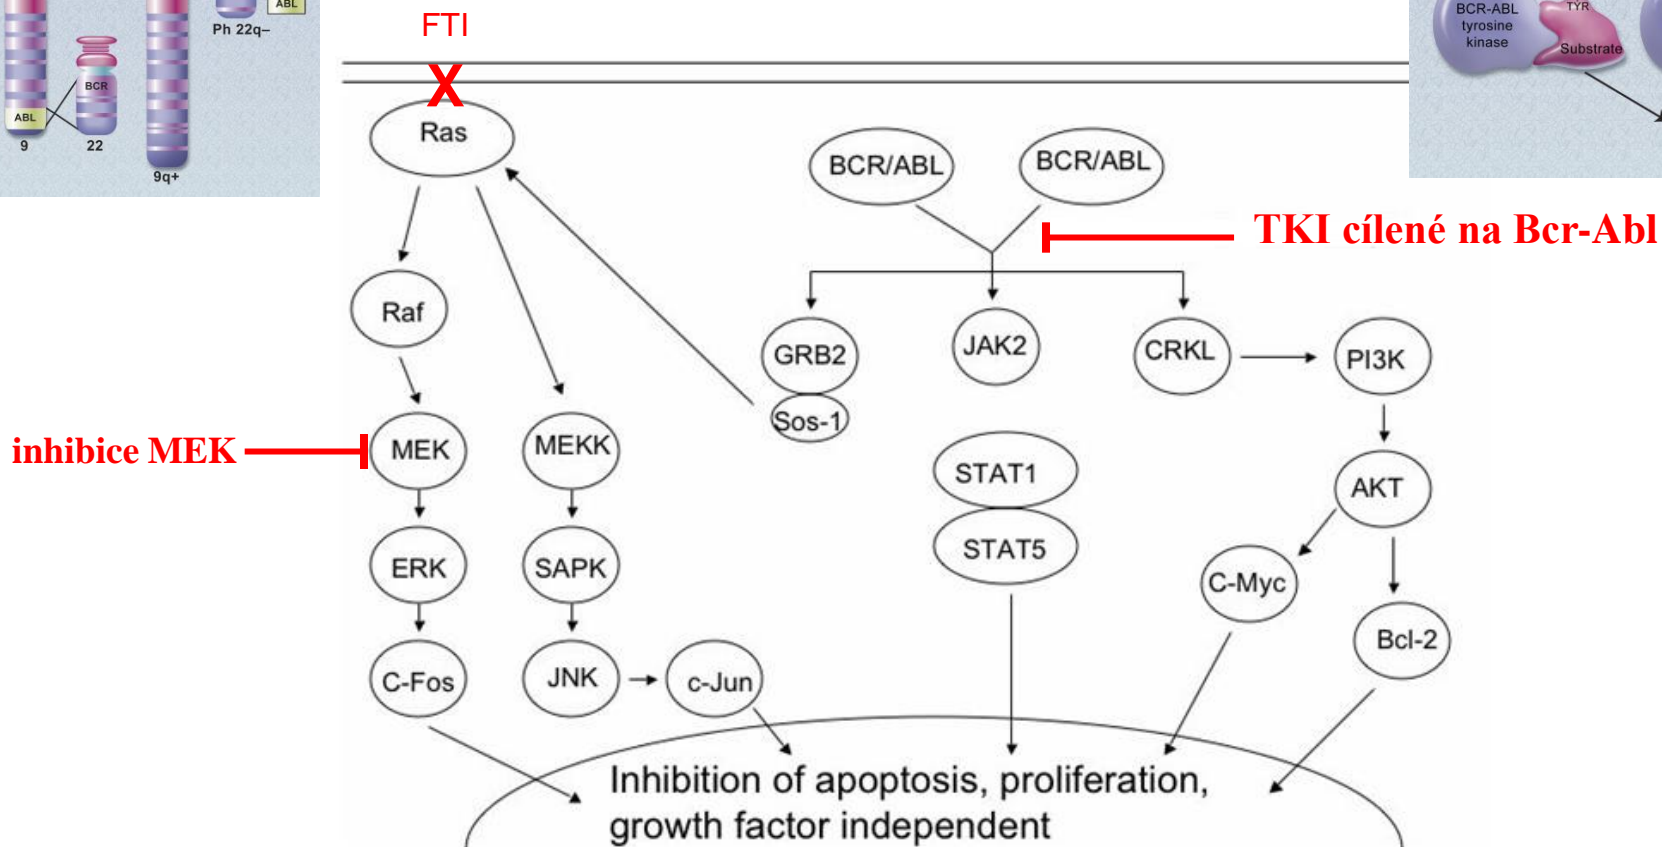 ABL
Ph 22q–
BCR
ABL
9
22
9q+
FTI
X
BCR-ABL
tyrosine
kinase
TYR
Substrate
Ras
BCR/ABL
BCR/ABL
TKI cílené na Bcr-Abl
Raf
GRB2
JAK2
CRKL
PI3K
Sos-1
inhibice MEK
MEK
MEKK
STAT1
AKT
STAT5
ERK
SAPK
C-Myc
Bcl-2
C-Fos
JNK
c-Jun
Inhibition of apoptosis, proliferation,
growth factor independent